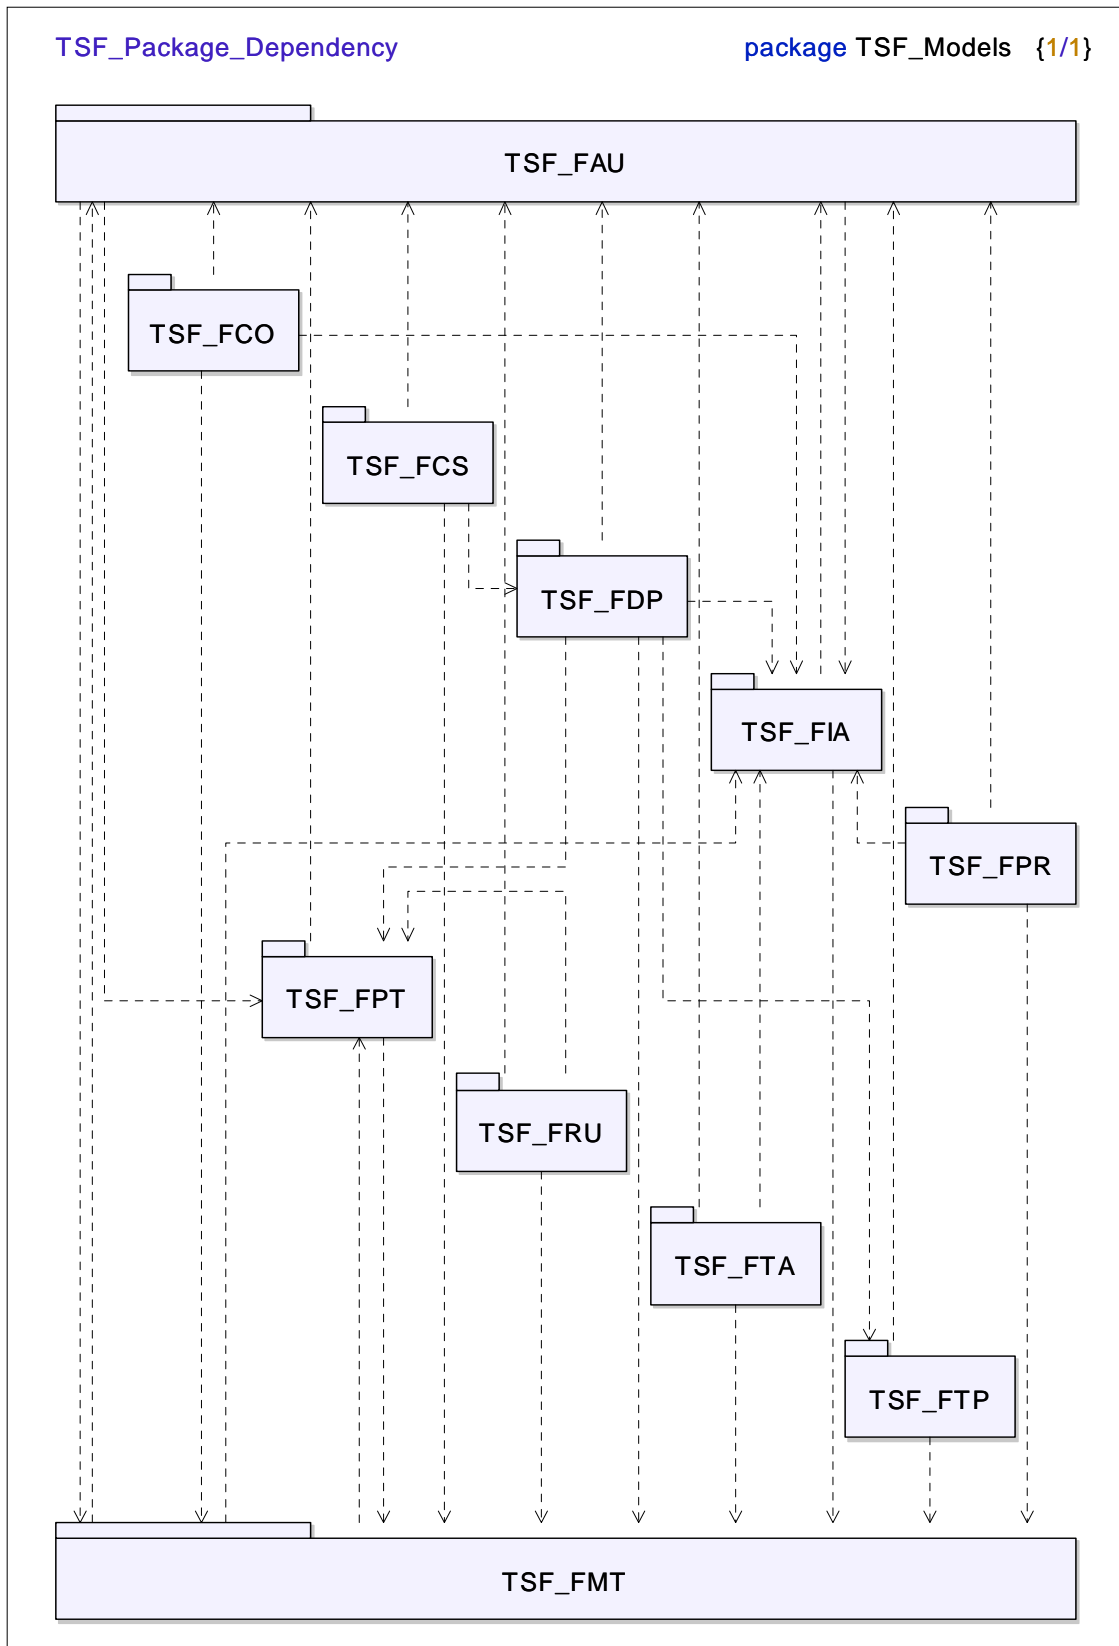 TSF_Package_Dependency
package TSF_Models {1/1}
TSF_FAU
TSF_FCO
TSF_FCS
TSF_FDP
TSF_FIA
TSF_FPR
TSF_FPT
TSF_FRU
TSF_FTA
TSF_FTP
TSF_FMT